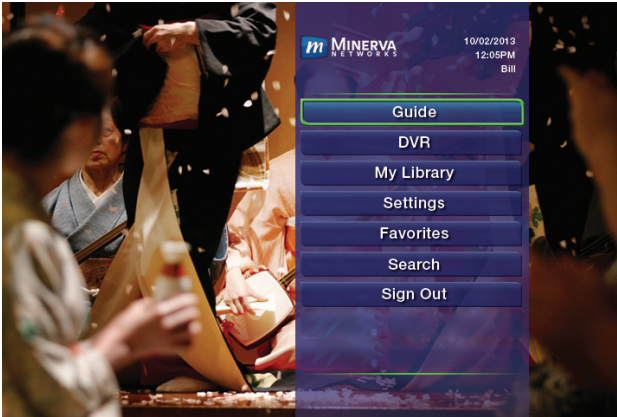 m MINERVA
NETWORKS
10/02/2013
12:05PM
Bill
Guide
DVR
My Library
Settings
Favorites
Search
Sign Out